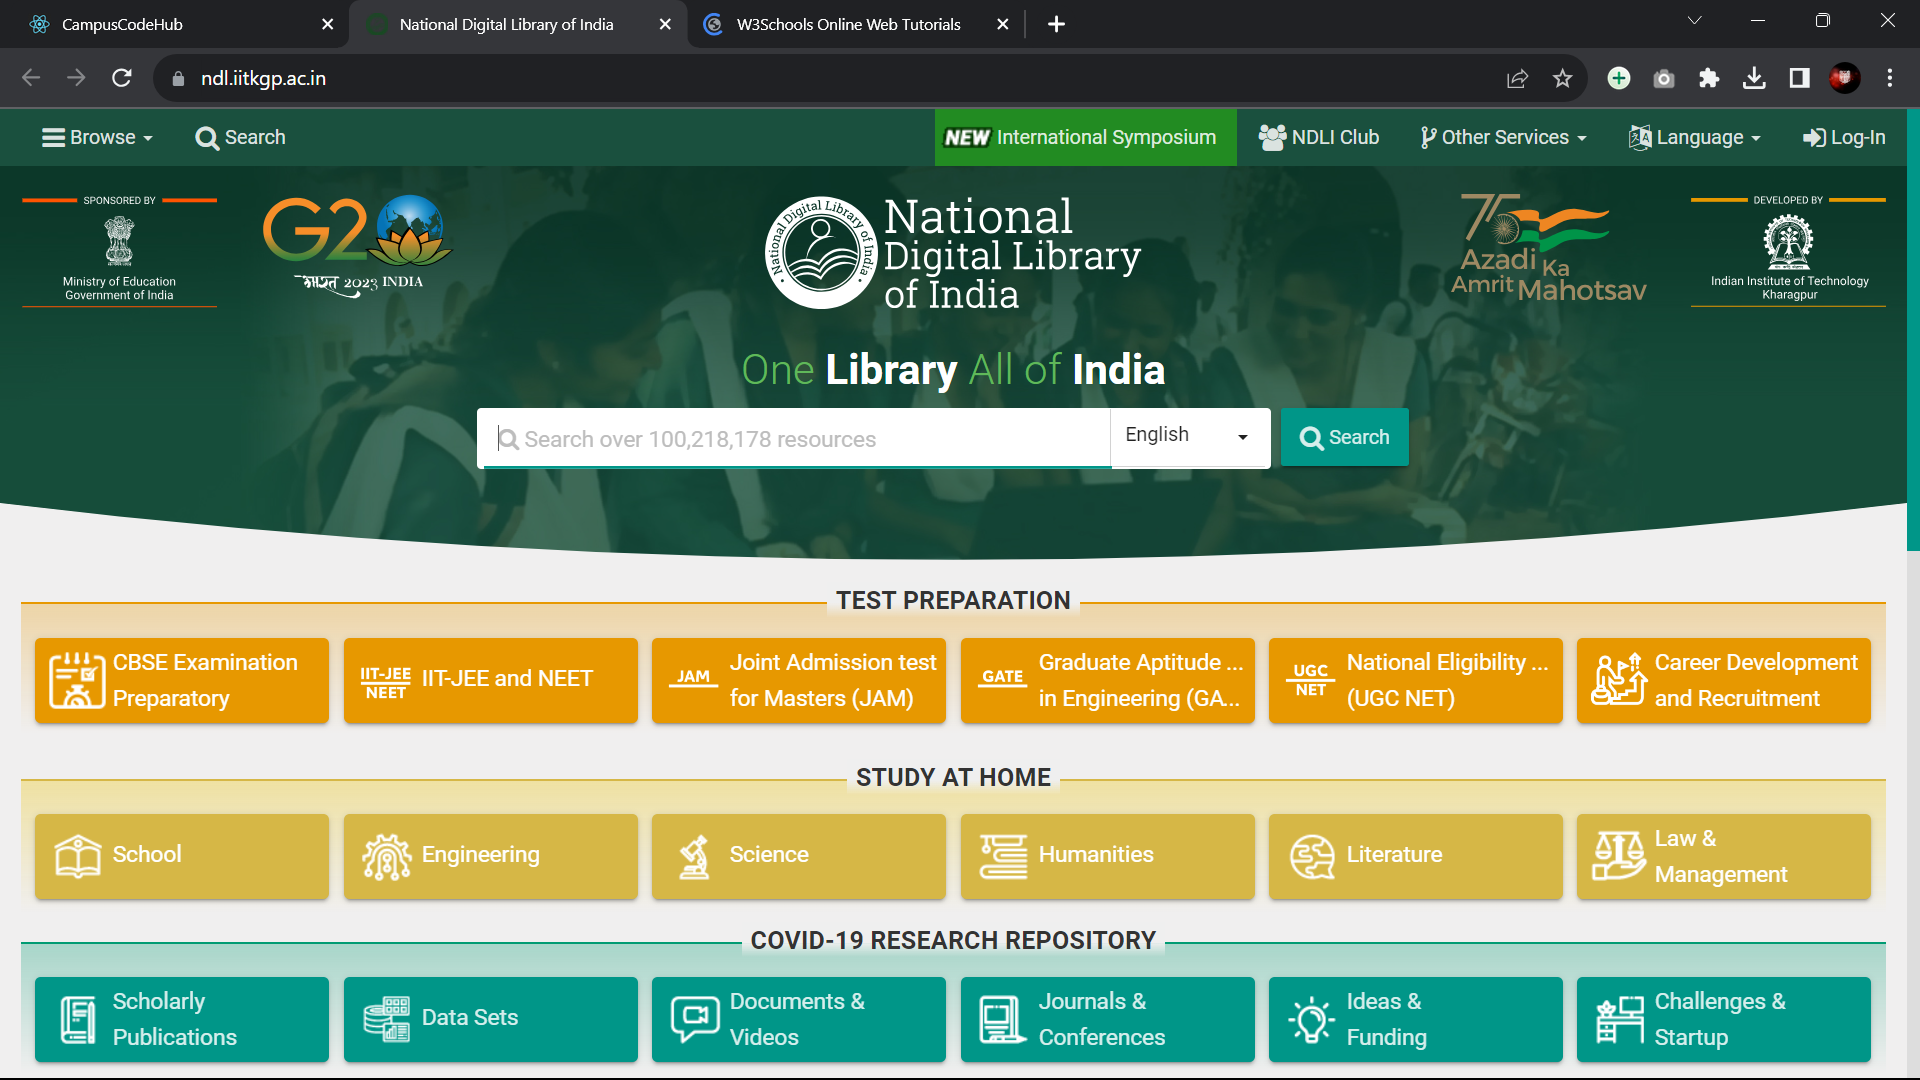 CampusCodeHub
National Digital Library of India
W3Schools Online Web Tutorials
ndl.iitkgp.ac.in
Browse
Search
NEW International Symposium
NDLI Club
Other Services
Language
Log-In
SPONSORED BY
Ministry of Education
Government of India
G20
भारत 2023 INDIA
National Digital Library of India
National
Digital Library
of India
75
Azadi Ka
Amrit Mahotsav
DEVELOPED BY
Indian Institute of Technology
Kharagpur
One Library All of India
Search over 100,218,178 resources
English
Search
TEST PREPARATION
CBSE Examination
Preparatory
IIT-JEE
NEET
IIT-JEE and NEET
JAM
Joint Admission test
for Masters (JAM)
GATE
Graduate Aptitude ...
in Engineering (GA...
UGC
NET
National Eligibility ...
(UGC NET)
Career Development
and Recruitment
STUDY AT HOME
School
Engineering
Science
Humanities
Literature
Law &
Management
COVID-19 RESEARCH REPOSITORY
Scholarly
Publications
Data Sets
Documents &
Videos
Journals &
Conferences
Ideas &
Funding
Challenges &
Startup